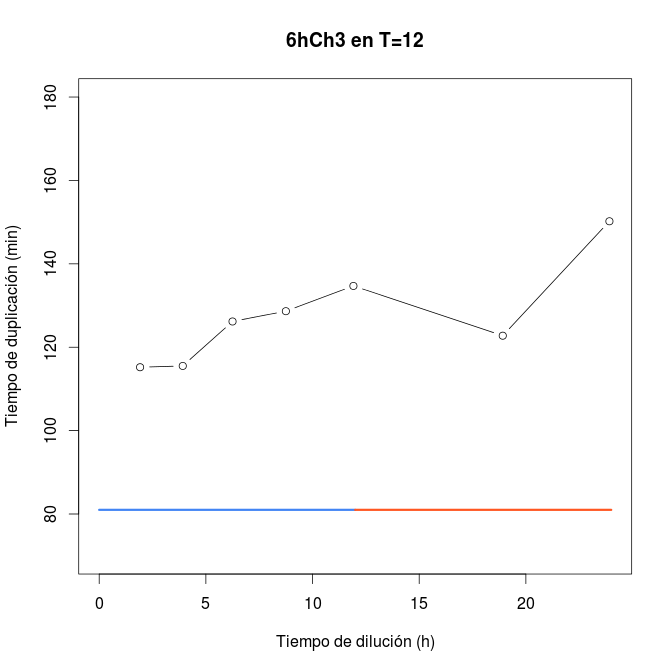 6hCh3 en T=12
Tiempo de duplicación (min)
180
160
140
120
100
80
0 5 10 15 20
Tiempo de dilución (h)